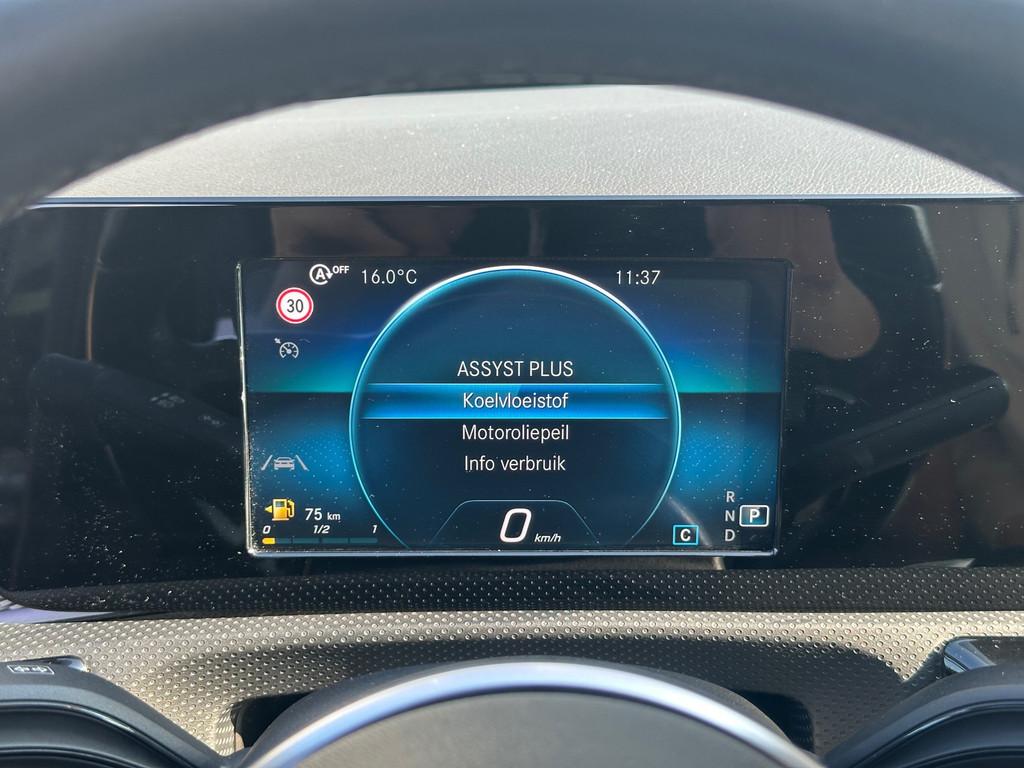 A OFF 16.0°C 11:37
30
ASSYST PLUS
Koelvloeistof
Motoroliepeil
Info verbruik
75 km
0 1/2 1
0 km/h
C
R
N P
D